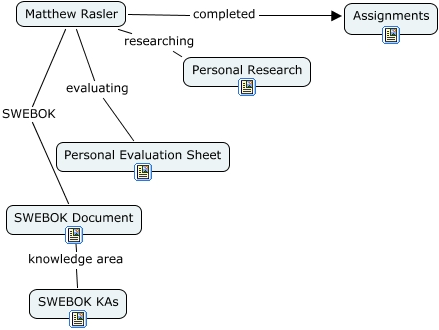 Matthew Rasler
completed
Assignments
researching
Personal Research
evaluating
SWEBOK
Personal Evaluation Sheet
SWEBOK Document
knowledge area
SWEBOK KAs